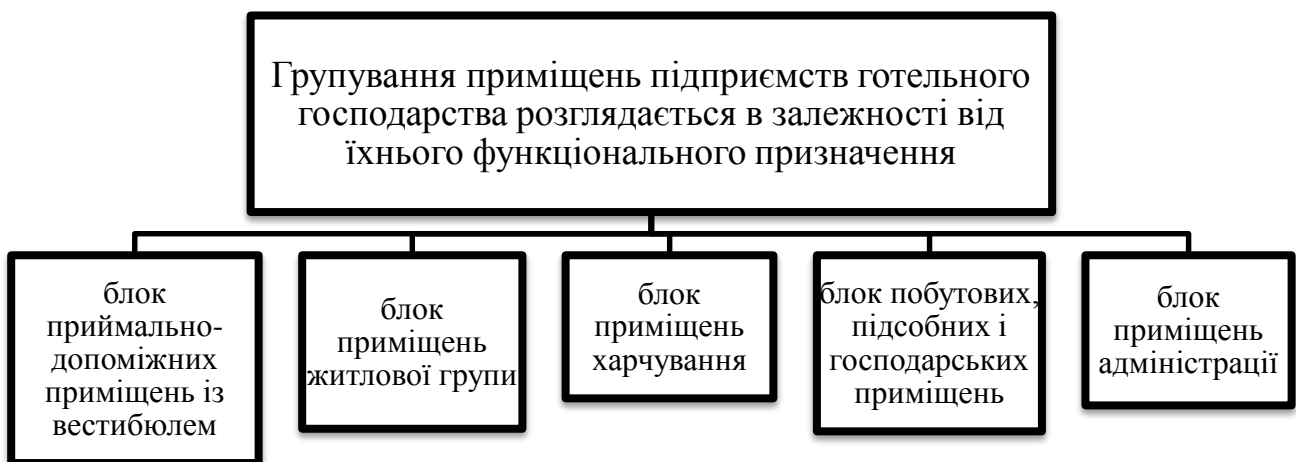 Групування приміщень підприємств готельного
господарства розглядається в залежності від
їхнього функціонального призначення
блок
приймально-
допоміжних
приміщень із
вестибюлем
блок
приміщень
житлової групи
блок
приміщень
харчування
блок побутових,
підсобних і
господарських
приміщень
блок
приміщень
адміністрації